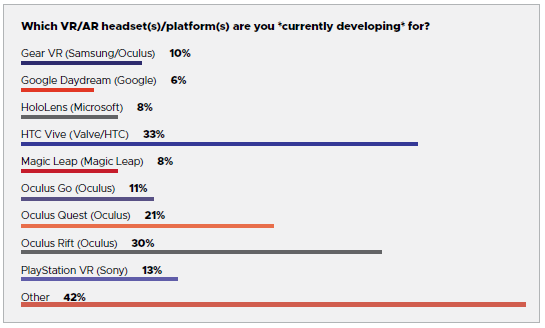 Which VR/AR headset(s)/platform(s) are you *currently developing* for?
Gear VR (Samsung/Oculus) 10%
Google Daydream (Google) 6%
HoloLens (Microsoft) 8%
HTC Vive (Valve/HTC) 33%
Magic Leap (Magic Leap) 8%
Oculus Go (Oculus) 11%
Oculus Quest (Oculus) 21%
Oculus Rift (Oculus) 30%
PlayStation VR (Sony) 13%
Other 42%